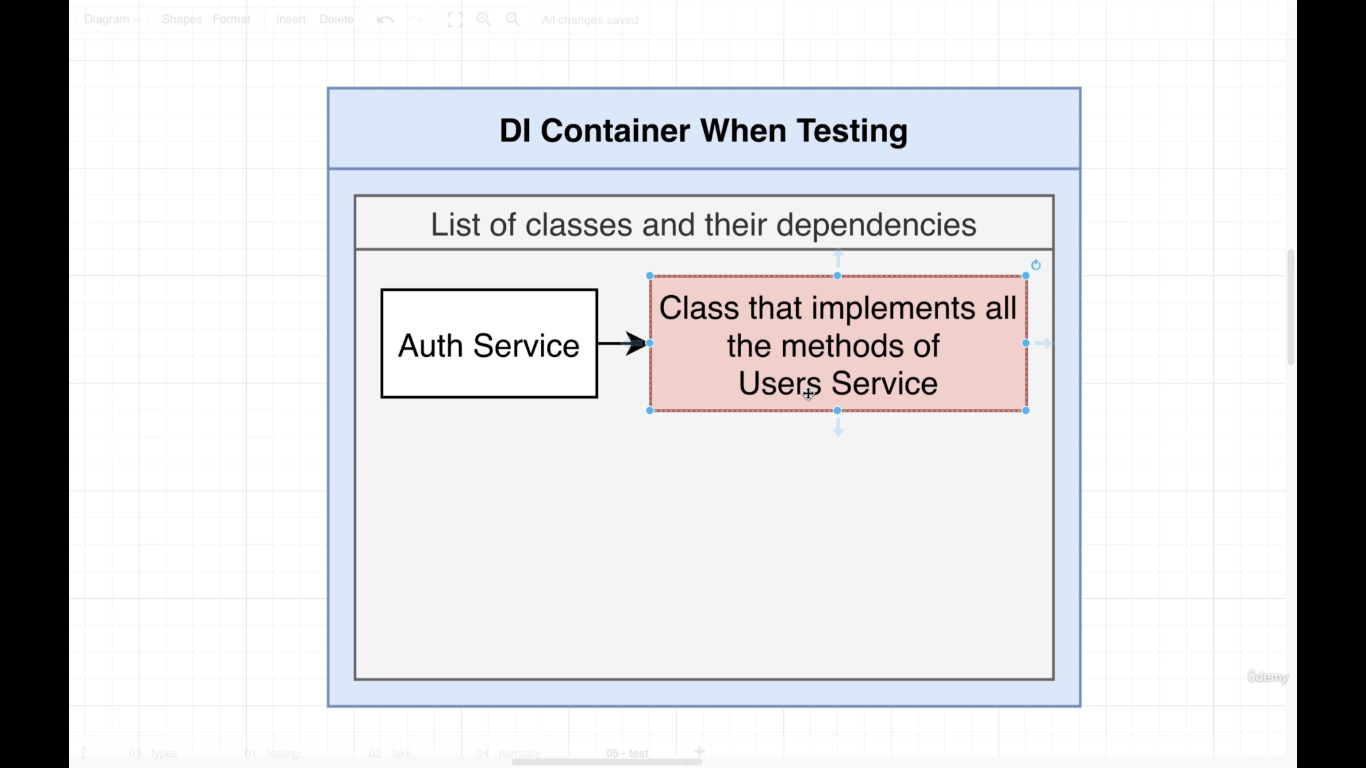 Diagram
Shapes
Format
Insert
Delete
All changes saved
DI Container When Testing
List of classes and their dependencies
Auth Service
Class that implements all
the methods of
Users Service
ûdemy
03 - types
01 - testing
02 - fake
04 - normally
05 - test